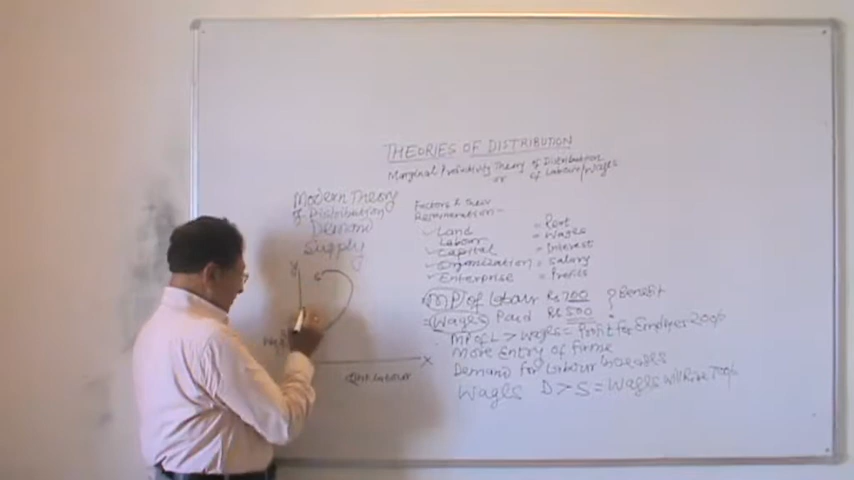 THEORIES OF DISTRIBUTION
Marginal Productivity Theory of Distribution
or of Labour/Wages
Modern Theory
of Distribution
Demand
Supply
Y
S
X
Factors & their
Remuneration
Land = Rent
Labour = Wages
Capital = Interest
Organization = Salary
Enterprise = Profits
MP of Labour Rs 700 ? Benefit
Wages Paid Rs 500
MP of L > Wages = Profit for Employer 200/-
More Entry of Firms
Demand for Labour increases
Wages D > S = Wages will Rise 700/-